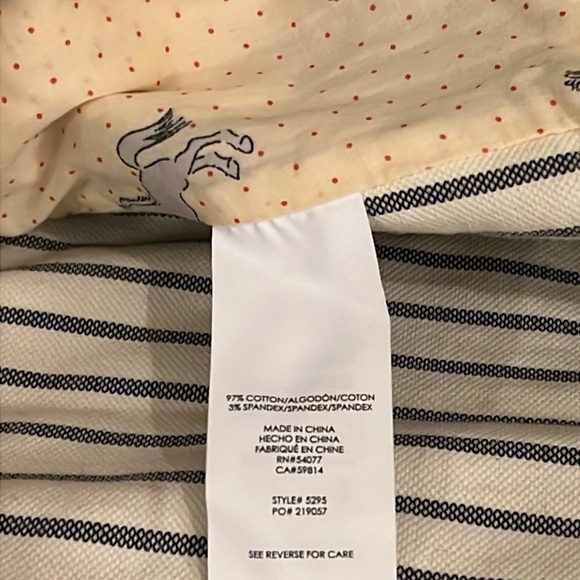 97% COTTON/ALGODÓN/COTON
3% SPANDEX/SPANDEX/SPANDEX
MADE IN CHINA
HECHO EN CHINA
FABRIQUÉ EN CHINE
RN#54077
CA#59814
STYLE# 5295
PO# 219057
SEE REVERSE FOR CARE